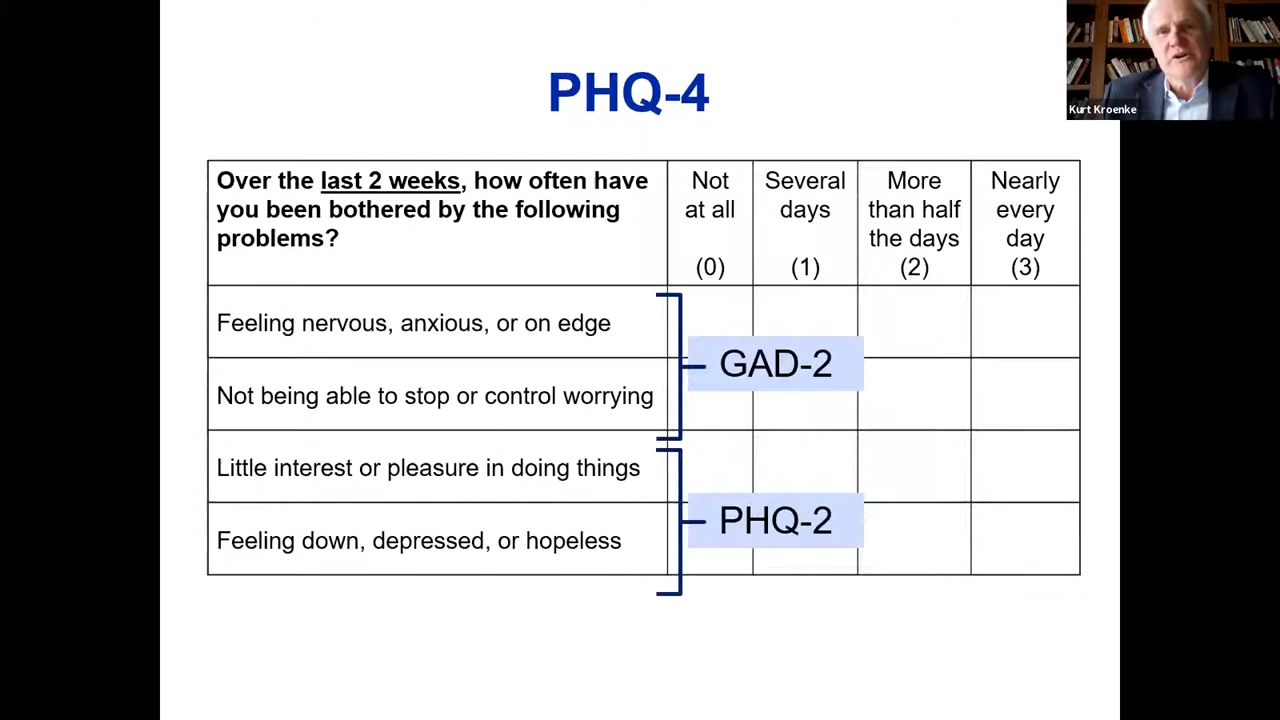 PHQ-4
Kurt Kroenke
Over the last 2 weeks, how often have
you been bothered by the following
problems?
Not
at all
(0)
Several
days
(1)
More
than half
the days
(2)
Nearly
every
day
(3)
Feeling nervous, anxious, or on edge
Not being able to stop or control worrying
GAD-2
Little interest or pleasure in doing things
Feeling down, depressed, or hopeless
PHQ-2